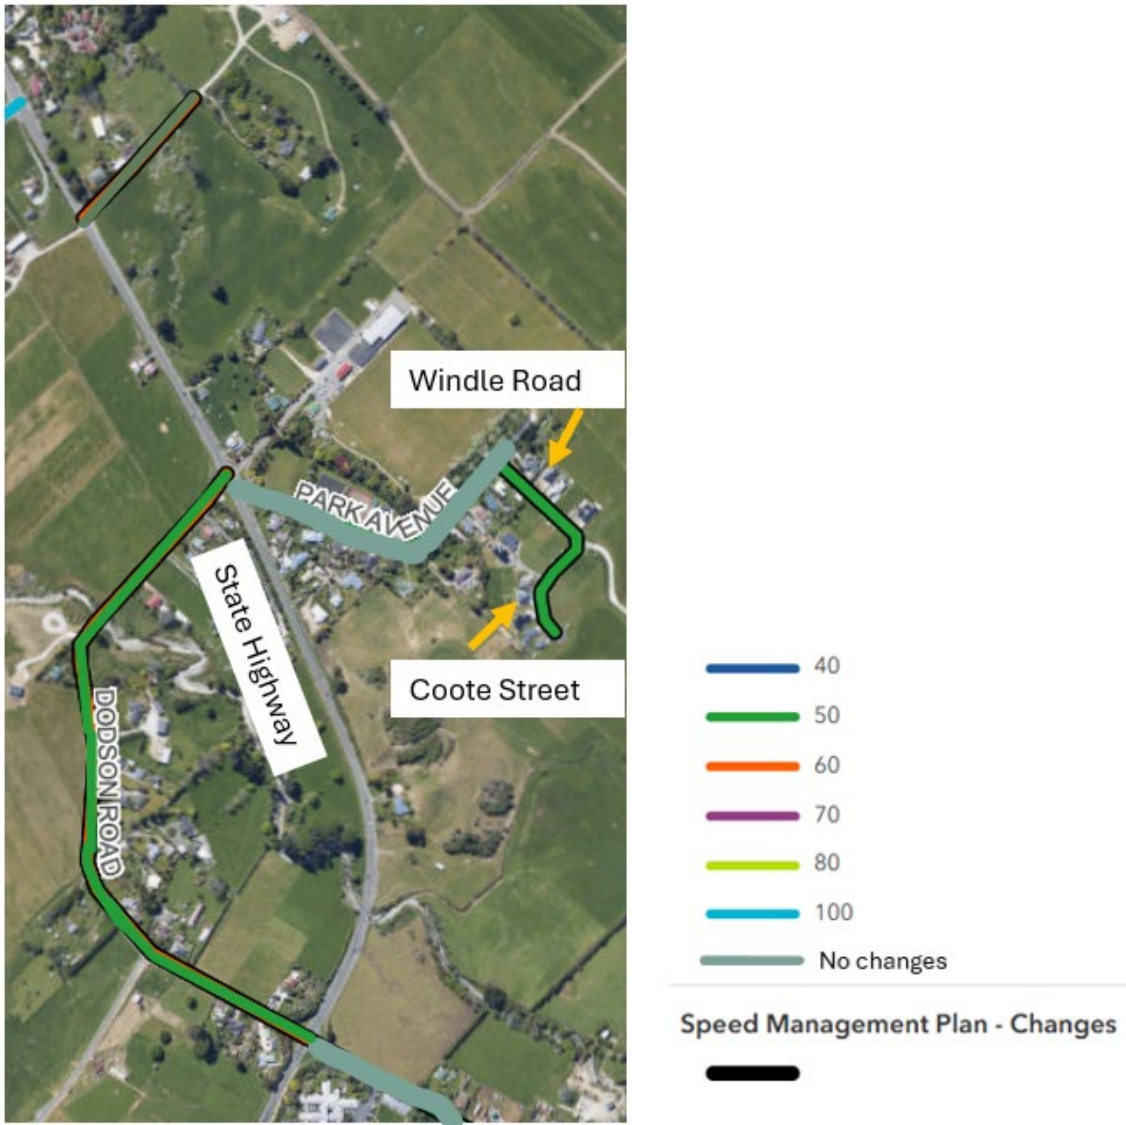 Windle Road
PARK AVENUE
State Highway
Coote Street
DODSON ROAD
40
50
60
70
80
100
No changes
Speed Management Plan - Changes